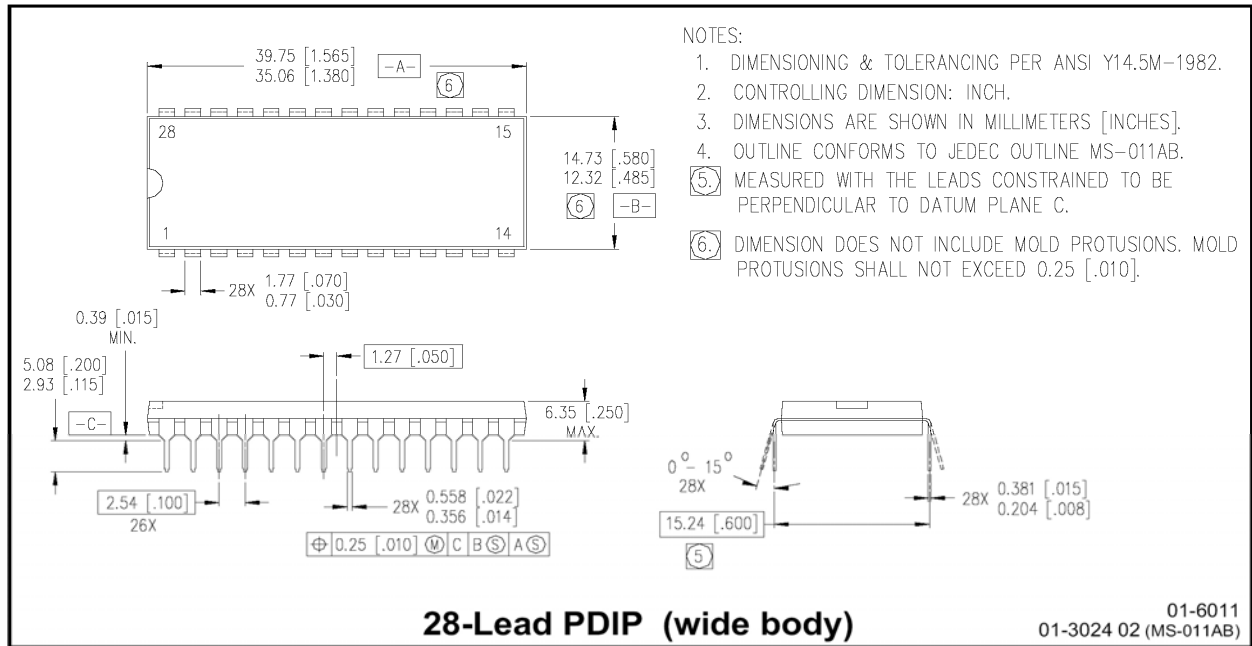 39.75 [1.565]
35.06 [1.380]
-A-
6
28
15
1
14
14.73 [.580]
12.32 [.485]
6
-B-
28X
1.77 [.070]
0.77 [.030]
NOTES:
1. DIMENSIONING & TOLERANCING PER ANSI Y14.5M-1982.
2. CONTROLLING DIMENSION: INCH.
3. DIMENSIONS ARE SHOWN IN MILLIMETERS [INCHES].
4. OUTLINE CONFORMS TO JEDEC OUTLINE MS-011AB.
5. MEASURED WITH THE LEADS CONSTRAINED TO BE
PERPENDICULAR TO DATUM PLANE C.
6. DIMENSION DOES NOT INCLUDE MOLD PROTUSIONS. MOLD
PROTUSIONS SHALL NOT EXCEED 0.25 [.010].
0.39 [.015]
MIN.
5.08 [.200]
2.93 [.115]
-C-
1.27 [.050]
6.35 [.250]
MAX.
2.54 [.100]
26X
28X
0.558 [.022]
0.356 [.014]
⌖ 0.25 [.010] Ⓜ C B Ⓢ A Ⓢ
0° - 15°
28X
28X
0.381 [.015]
0.204 [.008]
15.24 [.600]
5
28-Lead PDIP (wide body)
01-6011
01-3024 02 (MS-011AB)